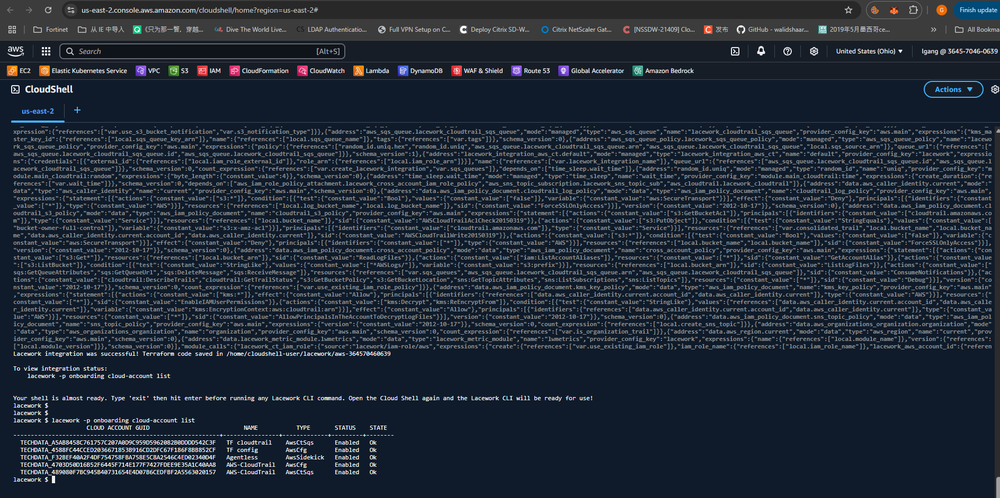 us-east-2.console.aws.amazon.com/cloudshell/home?region=us-east-2#
G
Finish update
Fortinet
从 IE 中导入
《只为那一瞥，穿越...
Dive The World Live...
CS LDAP Authenticatio...
Full VPN Setup on C...
Deploy Citrix SD-W...
Citrix NetScaler Gat...
[NSSDW-21409] Clo...
发布
GitHub - walidshaar...
2019年5月墨西哥ce...
»
All Bookma
aws
Search
[Alt+S]
United States (Ohio)
lgang @ 3645-7046-0639
EC2
Elastic Kubernetes Service
VPC
S3
IAM
CloudFormation
CloudWatch
Lambda
DynamoDB
WAF & Shield
Route 53
Global Accelerator
Amazon Bedrock
CloudShell
Actions
us-east-2
+
xpression":{"references":["var.use_s3_bucket_notification","var.s3_notification_type"]}},{"address":"aws_sqs_queue.lacework_cloudtrail_sqs_queue","mode":"managed","type":"aws_sqs_queue","name":"lacework_cloudtrail_sqs_queue","provider_config_key":"aws.main","expressions":{"kms_ma
ster_key_id":{"references":["local.sqs_queue_key_arn"]},"name":{"references":["local.sqs_queue_name"]},"tags":{"references":["var.tags"]}},"schema_version":0},{"address":"aws_sqs_queue_policy.lacework_sqs_queue_policy","mode":"managed","type":"aws_sqs_queue_policy","name":"lacewo
rk_sqs_queue_policy","provider_config_key":"aws.main","expressions":{"policy":{"references":["random_id.uniq.hex","random_id.uniq","aws_sqs_queue.lacework_cloudtrail_sqs_queue.arn","aws_sqs_queue.lacework_cloudtrail_sqs_queue","local.sqs_source_arn"]},"queue_url":{"references":["
aws_sqs_queue.lacework_cloudtrail_sqs_queue.id","aws_sqs_queue.lacework_cloudtrail_sqs_queue"]}},"schema_version":1},{"address":"lacework_integration_aws_ct.default","mode":"managed","type":"lacework_integration_aws_ct","name":"default","provider_config_key":"lacework","expressio
ns":{"credentials":[{"external_id":{"references":["local.iam_role_external_id"]},"role_arn":{"references":["local.iam_role_arn"]}}],"name":{"references":["var.lacework_integration_name"]},"queue_url":{"references":["aws_sqs_queue.lacework_cloudtrail_sqs_queue.id","aws_sqs_queue.l
acework_cloudtrail_sqs_queue"]}},"schema_version":0,"count_expression":{"references":["var.create_lacework_integration","var.sqs_queues"]},"depends_on":["time_sleep.wait_time"]},{"address":"random_id.uniq","mode":"managed","type":"random_id","name":"uniq","provider_config_key":"m
odule.main_cloudtrail:random","expressions":{"byte_length":{"constant_value":4}},"schema_version":0},{"address":"time_sleep.wait_time","mode":"managed","type":"time_sleep","name":"wait_time","provider_config_key":"module.main_cloudtrail:time","expressions":{"create_duration":{"re
ferences":["var.wait_time"]}},"schema_version":0,"depends_on":["aws_iam_role_policy_attachment.lacework_cross_account_iam_role_policy","aws_sns_topic_subscription.lacework_sns_topic_sub","aws_cloudtrail.lacework_cloudtrail"]},{"address":"data.aws_caller_identity.current","mode":"
data","type":"aws_caller_identity","name":"current","provider_config_key":"aws.main","schema_version":0},{"address":"data.aws_iam_policy_document.cloudtrail_log_policy","mode":"data","type":"aws_iam_policy_document","name":"cloudtrail_log_policy","provider_config_key":"aws.main",
"expressions":{"statement":[{"actions":{"constant_value":["s3:*"]},"condition":[{"test":{"constant_value":"Bool"},"values":{"constant_value":["false"]},"variable":{"constant_value":"aws:SecureTransport"}}],"effect":{"constant_value":"Deny"},"principals":[{"identifiers":{"constant
_value":["*"]},"type":{"constant_value":"AWS"}}],"resources":{"references":["local.log_bucket_name","local.log_bucket_name"]},"sid":{"constant_value":"ForceSSLOnlyAccess"}}],"version":{"constant_value":"2012-10-17"}},"schema_version":0},{"address":"data.aws_iam_policy_document.cl
oudtrail_s3_policy","mode":"data","type":"aws_iam_policy_document","name":"cloudtrail_s3_policy","provider_config_key":"aws.main","expressions":{"statement":[{"actions":{"constant_value":["s3:GetBucketAcl"]},"principals":[{"identifiers":{"constant_value":["cloudtrail.amazonaws.co
m"]},"type":{"constant_value":"Service"}}],"resources":{"references":["local.bucket_name"]},"sid":{"constant_value":"AWSCloudTrailAclCheck20150319"}},{"actions":{"constant_value":["s3:PutObject"]},"condition":[{"test":{"constant_value":"StringEquals"},"values":{"constant_value":[
"bucket-owner-full-control"]},"variable":{"constant_value":"s3:x-amz-acl"}}],"principals":[{"identifiers":{"constant_value":["cloudtrail.amazonaws.com"]},"type":{"constant_value":"Service"}}],"resources":{"references":["var.consolidated_trail","local.bucket_name","local.bucket_na
me","data.aws_caller_identity.current.account_id","data.aws_caller_identity.current"]},"sid":{"constant_value":"AWSCloudTrailWrite20150319"}},{"actions":{"constant_value":["s3:*"]},"condition":[{"test":{"constant_value":"Bool"},"values":{"constant_value":["false"]},"variable":{"c
onstant_value":"aws:SecureTransport"}}],"effect":{"constant_value":"Deny"},"principals":[{"identifiers":{"constant_value":["*"]},"type":{"constant_value":"AWS"}}],"resources":{"references":["local.bucket_name","local.bucket_name"]},"sid":{"constant_value":"ForceSSLOnlyAccess"}}],
"version":{"constant_value":"2012-10-17"}},"schema_version":0},{"address":"data.aws_iam_policy_document.cross_account_policy","mode":"data","type":"aws_iam_policy_document","name":"cross_account_policy","provider_config_key":"aws.main","expressions":{"statement":[{"actions":{"con
stant_value":["s3:Get*"]},"resources":{"references":["local.bucket_arn"]},"sid":{"constant_value":"ReadLogFiles"}},{"actions":{"constant_value":["iam:ListAccountAliases"]},"resources":{"constant_value":["*"]},"sid":{"constant_value":"GetAccountAlias"}},{"actions":{"constant_value
":["s3:ListBucket"]},"condition":[{"test":{"constant_value":"StringLike"},"values":{"constant_value":["*AWSLogs/"]},"variable":{"constant_value":"s3:prefix"}}],"resources":{"references":["local.bucket_arn"]},"sid":{"constant_value":"ListLogFiles"}},{"actions":{"constant_value":["
sqs:GetQueueAttributes","sqs:GetQueueUrl","sqs:DeleteMessage","sqs:ReceiveMessage"]},"resources":{"references":["var.sqs_queues","aws_sqs_queue.lacework_cloudtrail_sqs_queue.arn","aws_sqs_queue.lacework_cloudtrail_sqs_queue"]},"sid":{"constant_value":"ConsumeNotifications"}},{"ac
tions":{"constant_value":["cloudtrail:DescribeTrails","cloudtrail:GetTrailStatus","s3:GetBucketPolicy","s3:GetBucketLocation","sns:GetTopicAttributes","sns:ListSubscriptions","sns:ListTopics"]},"resources":{"constant_value":["*"]},"sid":{"constant_value":"Debug"}}],"version":{"c
onstant_value":"2012-10-17"}},"schema_version":0,"count_expression":{"references":["var.use_existing_iam_role_policy"]}},{"address":"data.aws_iam_policy_document.kms_key_policy","mode":"data","type":"aws_iam_policy_document","name":"kms_key_policy","provider_config_key":"aws.main"
,"expressions":{"statement":[{"actions":{"constant_value":["kms:*"]},"effect":{"constant_value":"Allow"},"principals":[{"identifiers":{"references":["data.aws_caller_identity.current.account_id","data.aws_caller_identity.current"]},"type":{"constant_value":"AWS"}}],"resources":{"
constant_value":["*"]},"sid":{"constant_value":"EnableIAMUserPermissions"}},{"actions":{"constant_value":["kms:Decrypt","kms:ReEncryptFrom"]},"condition":[{"test":{"constant_value":"StringLike"},"values":{"references":["data.aws_caller_identity.current.account_id","data.aws_calle
r_identity.current"]},"variable":{"constant_value":"kms:EncryptionContext:aws:cloudtrail:arn"}}],"effect":{"constant_value":"Allow"},"principals":[{"identifiers":{"references":["data.aws_caller_identity.current.account_id","data.aws_caller_identity.current"]},"type":{"constant_va
lue":"AWS"}}],"resources":{"constant_value":["*"]},"sid":{"constant_value":"AllowPrincipalsInTheAccountToDecryptLogFiles"}}],"version":{"constant_value":"2012-10-17"}},"schema_version":0},{"address":"data.aws_iam_policy_document.sns_topic_policy","mode":"data","type":"aws_iam_pol
icy_document","name":"sns_topic_policy","provider_config_key":"aws.main","expressions":{"version":{"constant_value":"2012-10-17"}},"schema_version":0,"count_expression":{"references":["local.create_sns_topic"]}},{"address":"data.aws_organizations_organization.organization","mode"
:"data","type":"aws_organizations_organization","name":"organization","provider_config_key":"aws.main","schema_version":0,"count_expression":{"references":["var.is_organization_trail"]}},{"address":"data.aws_region.current","mode":"data","type":"aws_region","name":"current","prov
ider_config_key":"aws.main","schema_version":0},{"address":"data.lacework_metric_module.lwmetrics","mode":"data","type":"lacework_metric_module","name":"lwmetrics","provider_config_key":"lacework","expressions":{"name":{"references":["local.module_name"]},"version":{"references":
["local.module_version"]}},"schema_version":0}],"module_calls":{"lacework_ct_iam_role":{"source":"lacework/iam-role/aws","expressions":{"create":{"references":["var.use_existing_iam_role"]},"iam_role_name":{"references":["local.iam_role_name"]},"lacework_aws_account_id":{"referen
Lacework integration was successful! Terraform code saved in /home/cloudshell-user/lacework/aws-364570460639
To view integration status:
lacework -p onboarding cloud-account list
Your shell is almost ready. Type 'exit' then hit enter before running any Lacework CLI command. Open the Cloud Shell again and the Lacework CLI will be ready for use!
lacework $
lacework $
lacework $ lacework -p onboarding cloud-account list
CLOUD ACCOUNT GUID NAME TYPE STATUS STATE
TECHDATA_A5AB8458C761757C207A0D9C959D5962082B0DDDD542C3F TF cloudtrail AwsCtSqs Enabled Ok
TECHDATA_4588FC44CCED2036671853B916CD2DFC67F186F8BB852CF TF config AwsCfg Enabled Ok
TECHDATA_F32BEF40A2F4DF754758FBA758E5C8A2546C4ED02340D4F Agentless AwsSidekick Enabled Ok
TECHDATA_4703D50D16B52F6445F714E177F7427FDEE9E35A1C40AA8 AWS-CloudTrail AwsCfg Enabled Ok
TECHDATA_489080F7BC945B40731654E4D07B6CEDFBF2A5563020157 AWS-CloudTrail AwsCtSqs Enabled Ok
lacework $